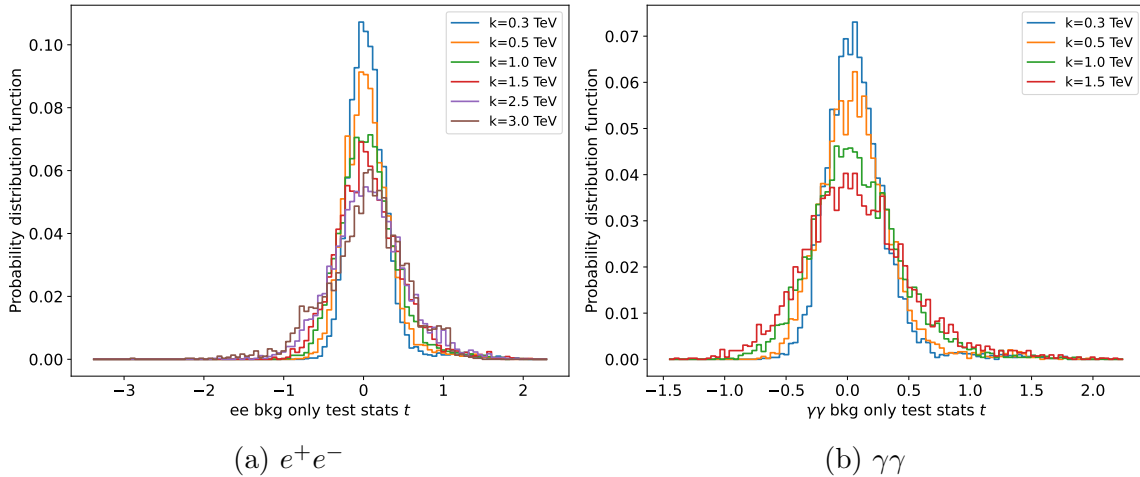 Probability distribution function
0.10
0.08
0.06
0.04
0.02
0.00
k=0.3 TeV
k=0.5 TeV
k=1.0 TeV
k=1.5 TeV
k=2.5 TeV
k=3.0 TeV
−3 −2 −1 0 1 2
ee bkg only test stats t
(a) e⁺e⁻
Probability distribution function
0.07
0.06
0.05
0.04
0.03
0.02
0.01
0.00
k=0.3 TeV
k=0.5 TeV
k=1.0 TeV
k=1.5 TeV
−1.5 −1.0 −0.5 0.0 0.5 1.0 1.5 2.0
γγ bkg only test stats t
(b) γγ